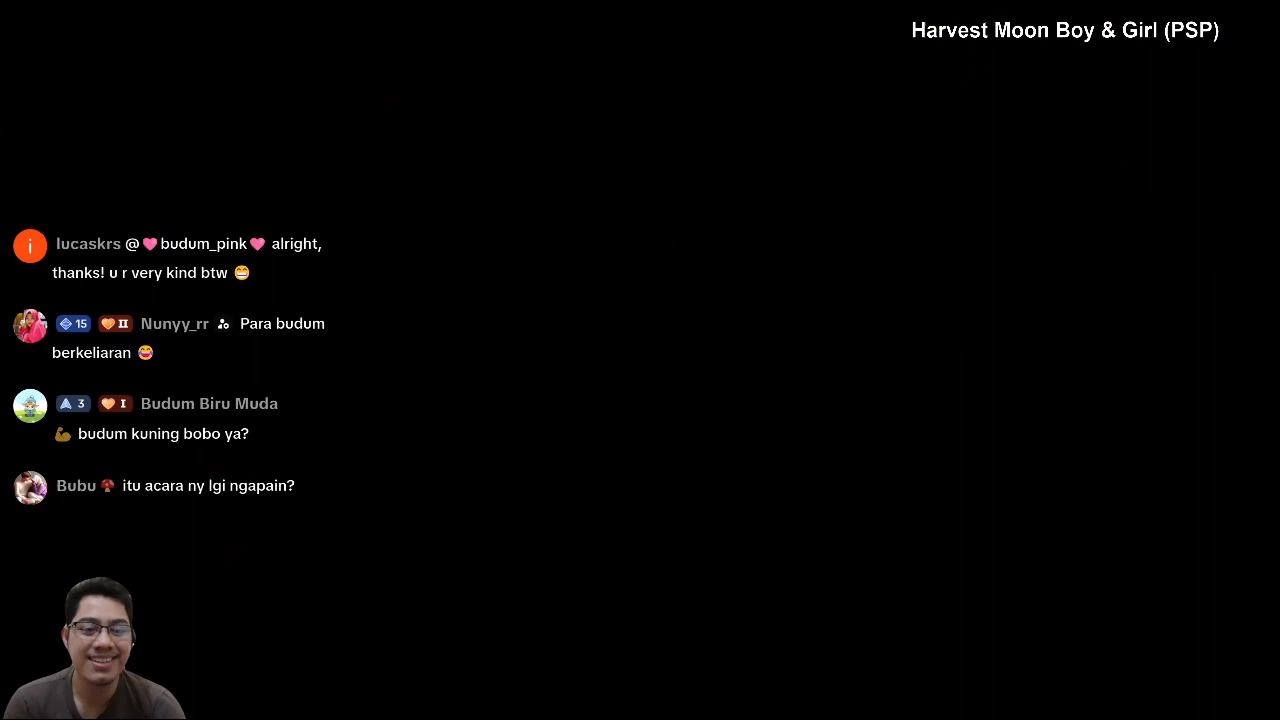 Harvest Moon Boy & Girl (PSP)
i lucaskrs @💗budum_pink💗 alright,
thanks! u r very kind btw 😁
15 II Nunyy_rr Para budum
berkeliaran 😂
3 I Budum Biru Muda
💪🏾 budum kuning bobo ya?
Bubu🍄 itu acara ny lgi ngapain?